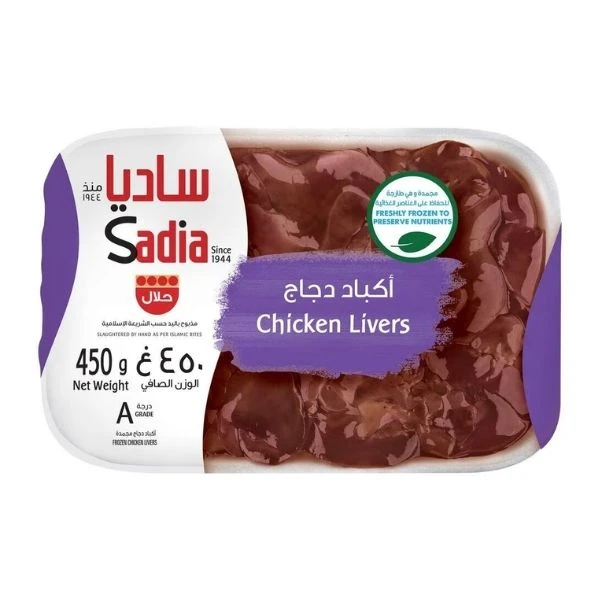 ساديا
منذ
١٩٤٤
Sadia
Since
1944
حلال
مذبوح باليد حسب الشريعة الإسلامية
SLAUGHTERED BY HAND AS PER ISLAMIC RITES
450 g ٤٥٠ غ
Net Weight الوزن الصافي
A درجة
GRADE
أكباد دجاج مجمدة
FROZEN CHICKEN LIVERS
مجمدة وهي طازجة
للحفاظ على العناصر الغذائية
FRESHLY FROZEN TO
PRESERVE NUTRIENTS
أكباد دجاج
Chicken Livers